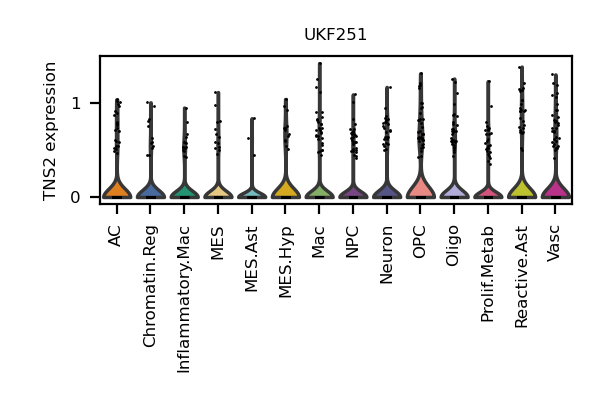 UKF251
TNS2 expression
1
0
AC
Chromatin.Reg
Inflammatory.Mac
MES
MES.Ast
MES.Hyp
Mac
NPC
Neuron
OPC
Oligo
Prolif.Metab
Reactive.Ast
Vasc